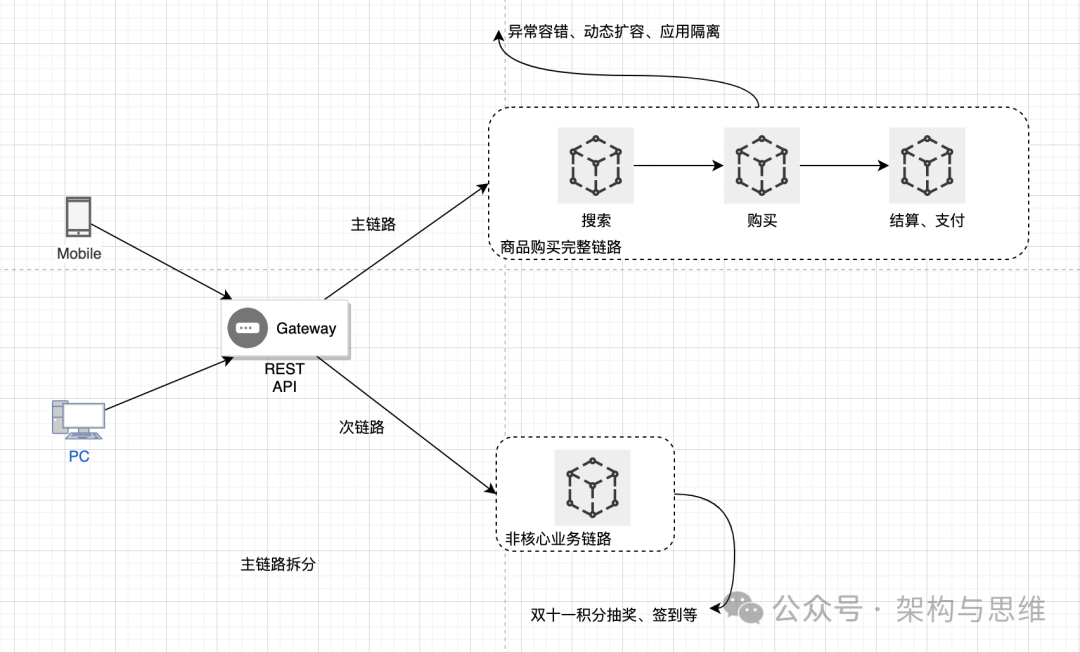 异常容错、动态扩容、应用隔离
搜索
购买
结算、支付
商品购买完整链路
主链路
Mobile
Gateway
REST
API
次链路
PC
非核心业务链路
主链路拆分
双十一积分抽奖、签到等
公众号·架构与思维